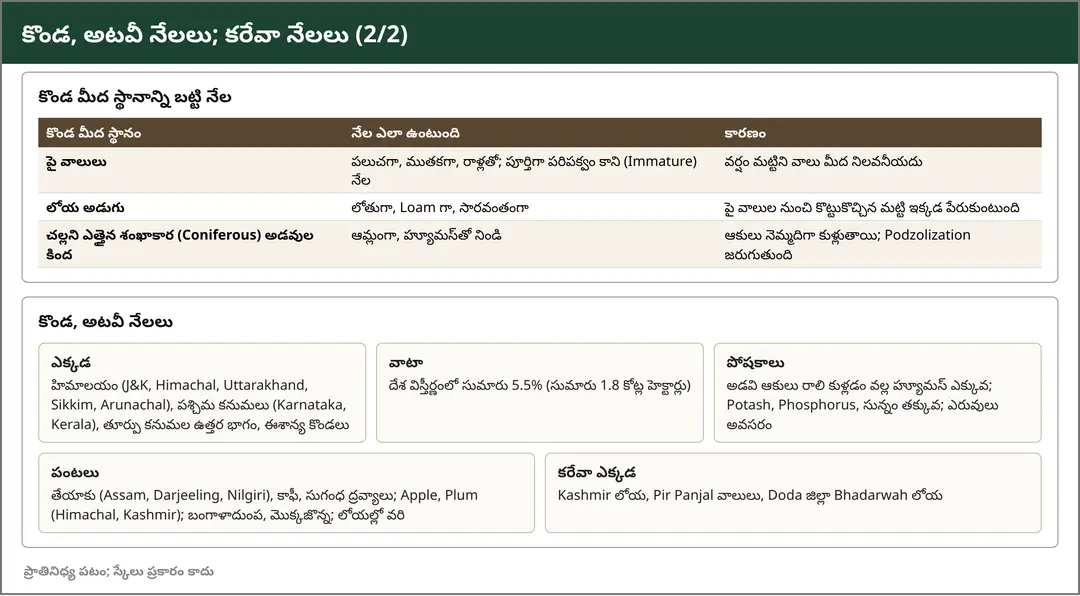 కొండ, అటవీ నేలలు; కరేవా నేలలు (2/2)
కొండ మీద స్థానాన్ని బట్టి నేల
కొండ మీద స్థానం నేల ఎలా ఉంటుంది కారణం
పై వాలులు పలుచగా, ముతకగా, రాళ్లతో; పూర్తిగా పరిపక్వం కాని (Immature) వర్షం మట్టిని వాలు మీద నిలవనీయదు
నేల
లోయ అడుగు లోతుగా, Loam గా, సారవంతంగా పై వాలుల నుంచి కొట్టుకొచ్చిన మట్టి ఇక్కడ పేరుకుంటుంది
చల్లని ఎత్తైన శంఖాకార (Coniferous) అడవుల ఆమ్లంగా, హ్యూమస్‌తో నిండి ఆకులు నెమ్మదిగా కుళ్లుతాయి; Podzolization
కింద జరుగుతుంది
కొండ, అటవీ నేలలు
ఎక్కడ
హిమాలయం (J&K, Himachal, Uttarakhand,
Sikkim, Arunachal), పశ్చిమ కనుమలు (Karnataka,
Kerala), తూర్పు కనుమల ఉత్తర భాగం, ఈశాన్య కొండలు
వాటా
దేశ విస్తీర్ణంలో సుమారు 5.5% (సుమారు 1.8 కోట్ల హెక్టార్లు)
పోషకాలు
అడవి ఆకులు రాలి కుళ్లడం వల్ల హ్యూమస్ ఎక్కువ;
Potash, Phosphorus, సున్నం తక్కువ; ఎరువులు
అవసరం
పంటలు
తేయాకు (Assam, Darjeeling, Nilgiri), కాఫీ, సుగంధ ద్రవ్యాలు; Apple, Plum
(Himachal, Kashmir); బంగాళాదుంప, మొక్కజొన్న; లోయల్లో వరి
కరేవా ఎక్కడ
Kashmir లోయ, Pir Panjal వాలులు, Doda జిల్లా Bhadarwah లోయ
ప్రాతినిధ్య పటం; స్కేలు ప్రకారం కాదు